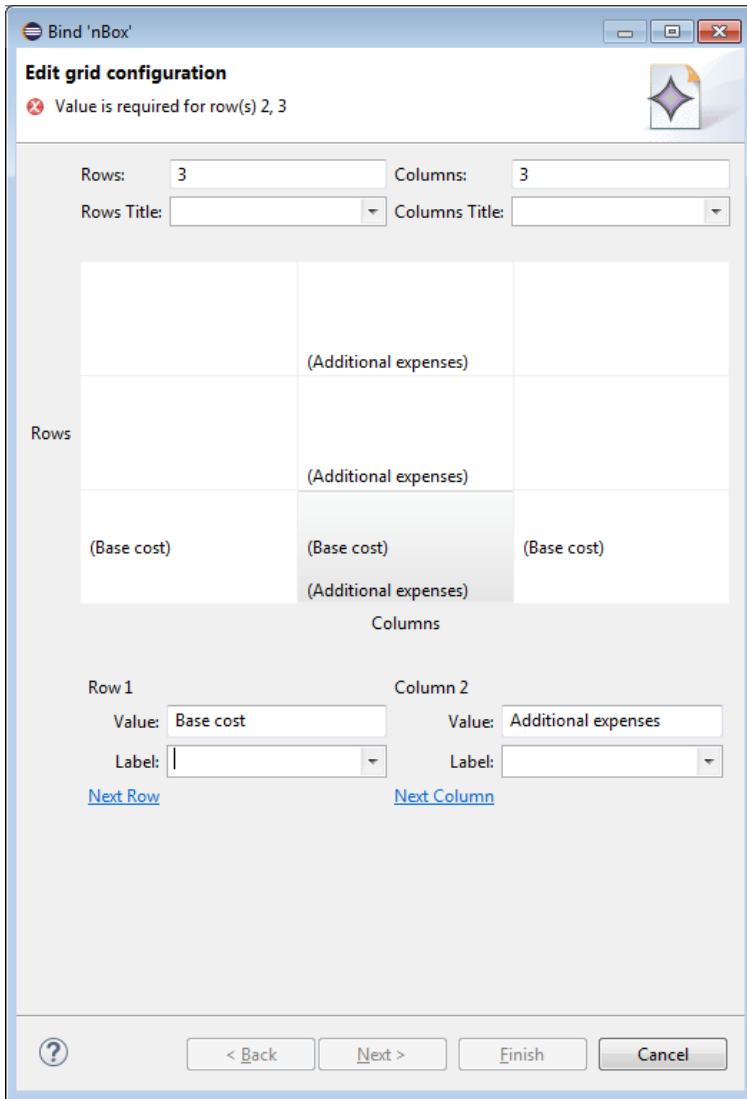 Bind 'nBox'
Edit grid configuration
Value is required for row(s) 2, 3
Rows: 3 Columns: 3
Rows Title: Columns Title:
(Additional expenses)
Rows
(Additional expenses)
(Base cost) (Base cost) (Base cost)
(Additional expenses)
Columns
Row 1 Column 2
Value: Base cost Value: Additional expenses
Label: Label:
Next Row Next Column
? < Back Next > Finish Cancel